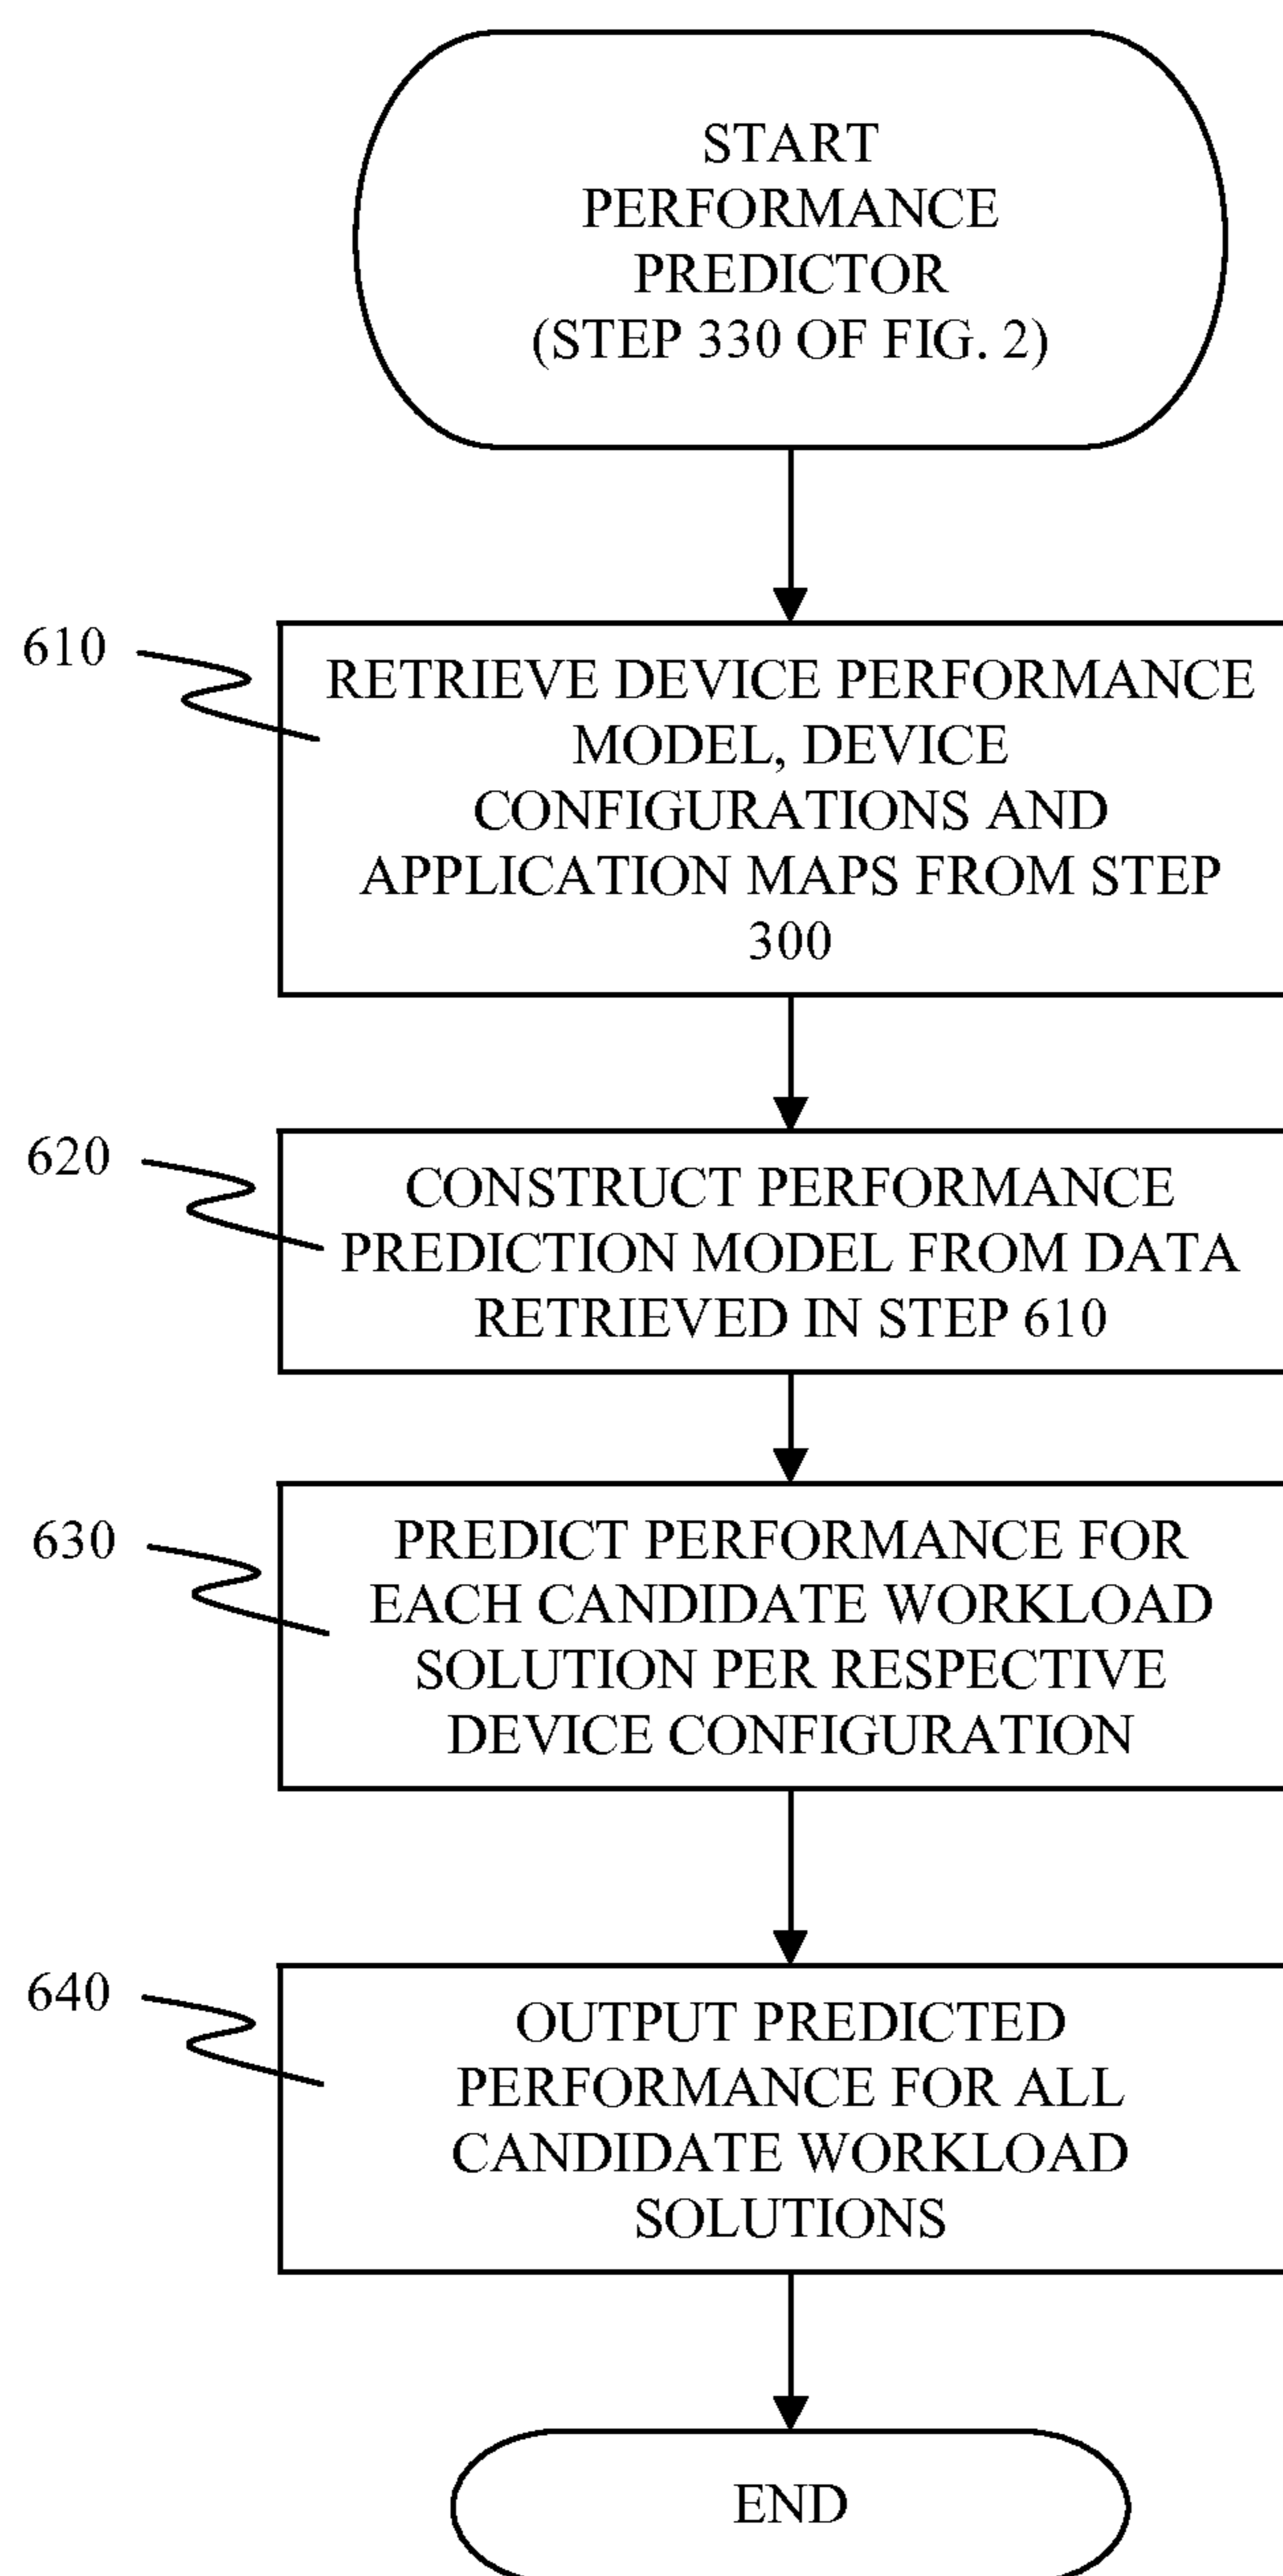 START
PERFORMANCE
PREDICTOR
(STEP 330 OF FIG. 2)
610
RETRIEVE DEVICE PERFORMANCE
MODEL, DEVICE
CONFIGURATIONS AND
APPLICATION MAPS FROM STEP
300
620
CONSTRUCT PERFORMANCE
PREDICTION MODEL FROM DATA
RETRIEVED IN STEP 610
630
PREDICT PERFORMANCE FOR
EACH CANDIDATE WORKLOAD
SOLUTION PER RESPECTIVE
DEVICE CONFIGURATION
640
OUTPUT PREDICTED
PERFORMANCE FOR ALL
CANDIDATE WORKLOAD
SOLUTIONS
END